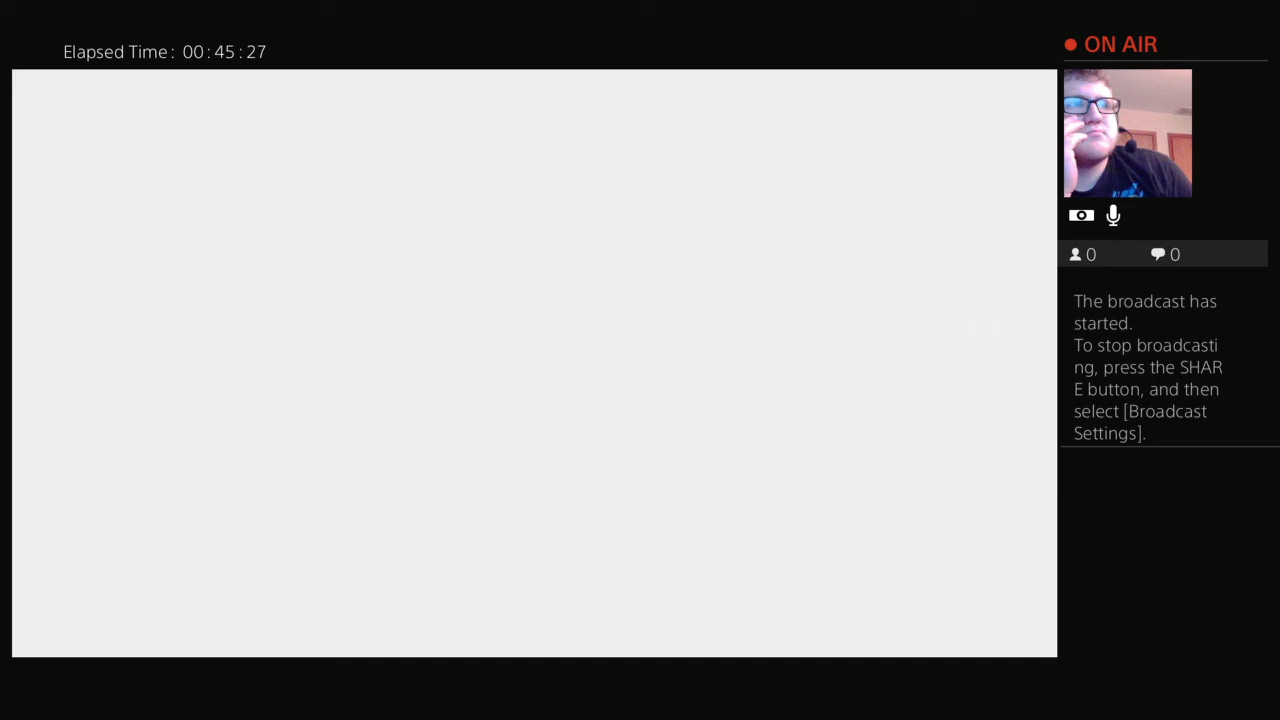 Elapsed Time: 00:45:27
ON AIR
0 0
The broadcast has
started.
To stop broadcasti
ng, press the SHAR
E button, and then
select [Broadcast
Settings].